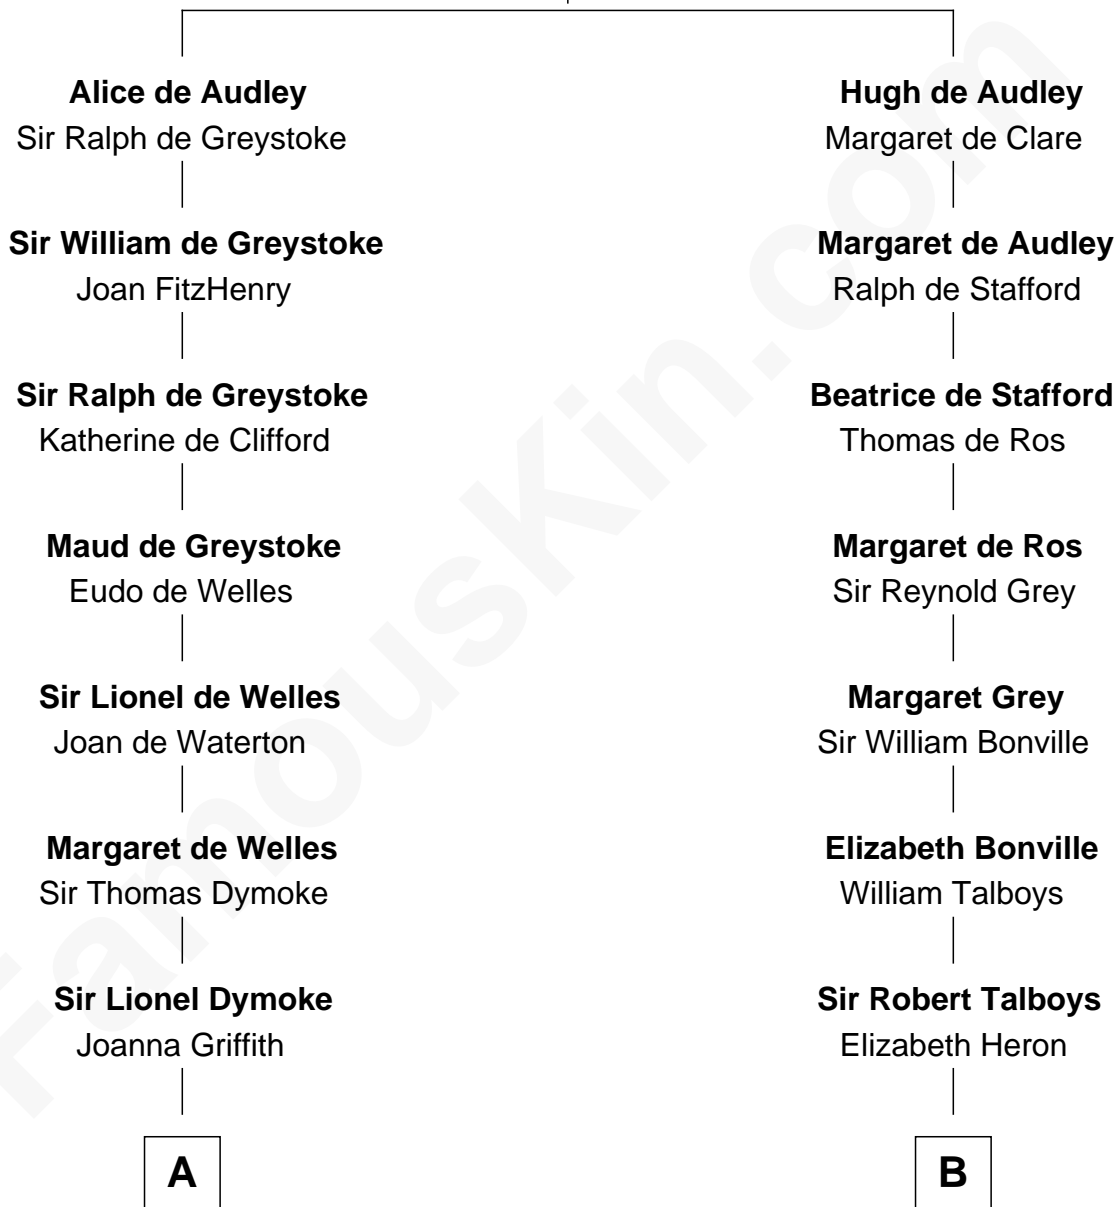 Alice de Audley
Sir Ralph de Greystoke
Sir William de Greystoke
Joan FitzHenry
Sir Ralph de Greystoke
Katherine de Clifford
Maud de Greystoke
Eudo de Welles
Sir Lionel de Welles
Joan de Waterton
Margaret de Welles
Sir Thomas Dymoke
Sir Lionel Dymoke
Joanna Griffith
A
Hugh de Audley
Margaret de Clare
Margaret de Audley
Ralph de Stafford
Beatrice de Stafford
Thomas de Ros
Margaret de Ros
Sir Reynold Grey
Margaret Grey
Sir William Bonville
Elizabeth Bonville
William Talboys
Sir Robert Talboys
Elizabeth Heron
B
FamousKin.com